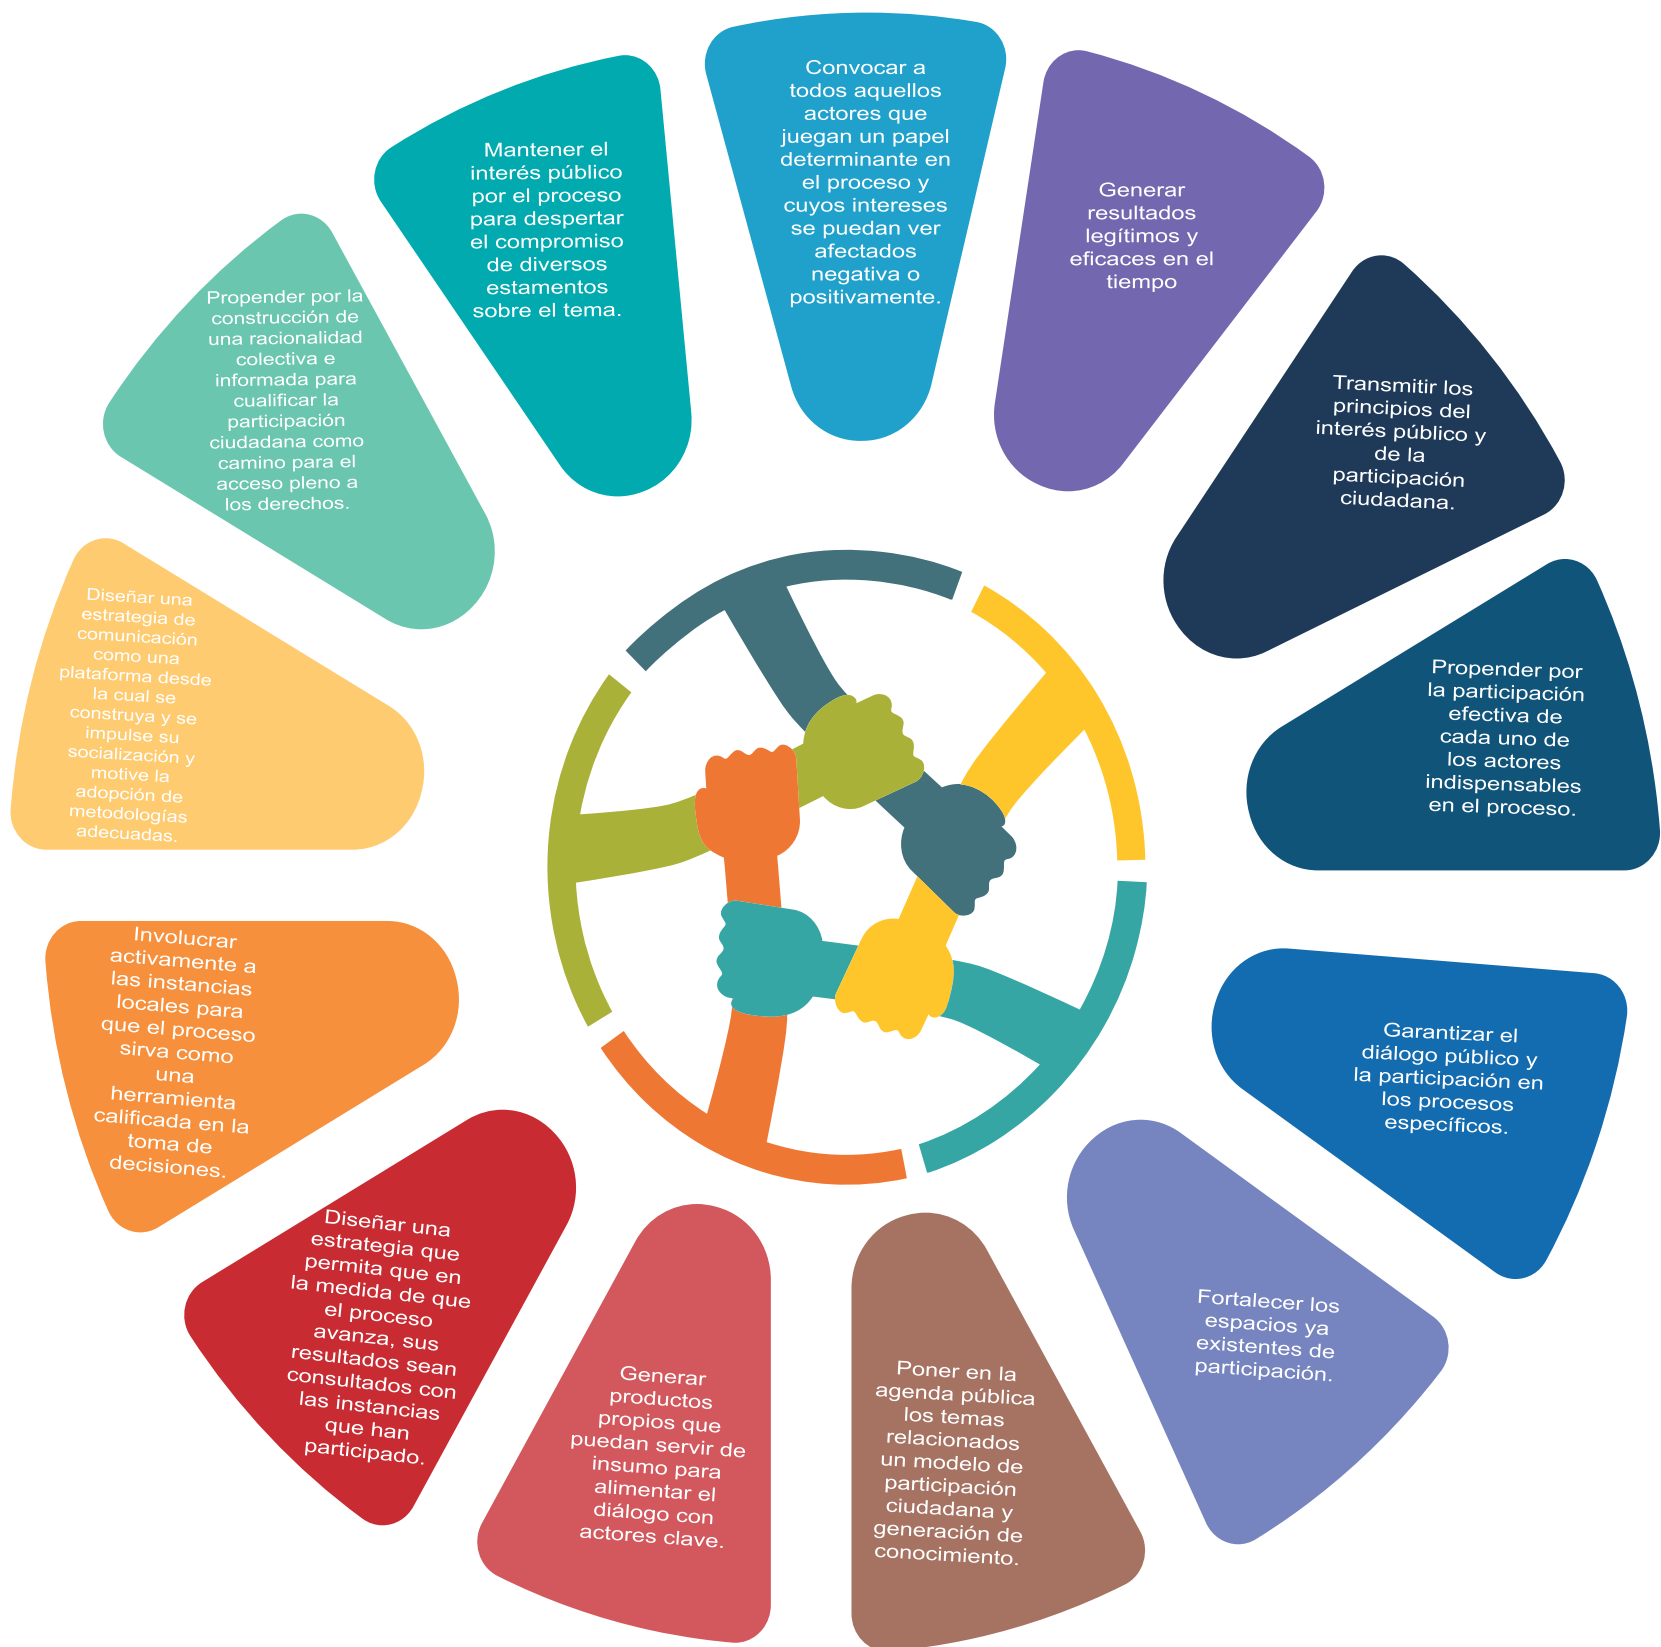 Convocar a
todos aquellos
actores que
juegan un papel
determinante en
el proceso y
cuyos intereses
se puedan ver
afectados
negativa o
positivamente.
Generar
resultados
legítimos y
eficaces en el
tiempo
Transmitir los
principios del
interés público y
de la
participación
ciudadana.
Propender por
la participación
efectiva de
cada uno de
los actores
indispensables
en el proceso.
Garantizar el
diálogo público y
la participación en
los procesos
específicos.
Fortalecer los
espacios ya
existentes de
participación.
Poner en la
agenda pública
los temas
relacionados
un modelo de
participación
ciudadana y
generación de
conocimiento.
Generar
productos
propios que
puedan servir de
insumo para
alimentar el
diálogo con
actores clave.
Diseñar una
estrategia que
permita que en
la medida de que
el proceso
avanza, sus
resultados sean
consultados con
las instancias
que han
participado.
Involucrar
activamente a
las instancias
locales para
que el proceso
sirva como
una
herramienta
calificada en la
toma de
decisiones.
Diseñar una
estrategia de
comunicación
como una
plataforma desde
la cual se
construya y se
impulse su
socialización y
motive la
adopción de
metodologías
adecuadas.
Propender por la
construcción de
una racionalidad
colectiva e
informada para
cualificar la
participación
ciudadana como
camino para el
acceso pleno a
los derechos.
Mantener el
interés público
por el proceso
para despertar
el compromiso
de diversos
estamentos
sobre el tema.